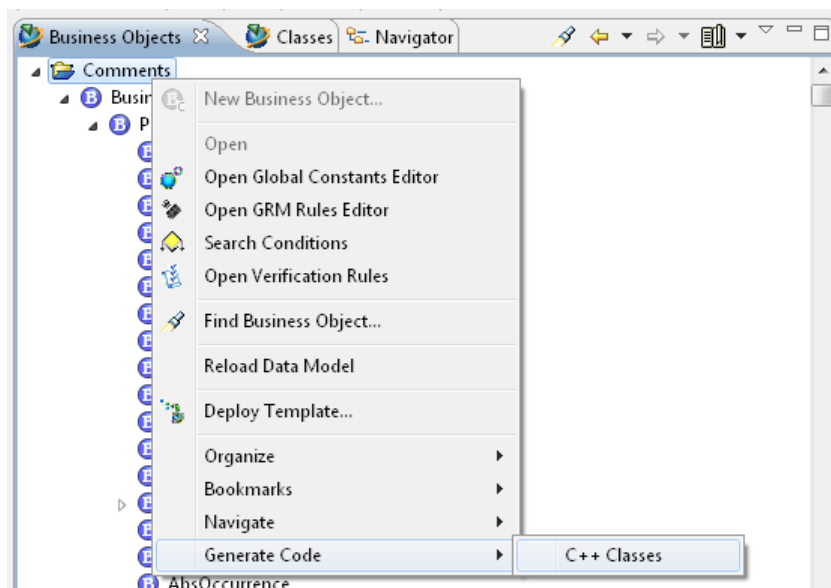 Business Objects Classes Navigator
Comments
Busin
P
New Business Object...
Open
Open Global Constants Editor
Open GRM Rules Editor
Search Conditions
Open Verification Rules
Find Business Object...
Reload Data Model
Deploy Template...
Organize
Bookmarks
Navigate
Generate Code
C++ Classes
AbsOccurrence